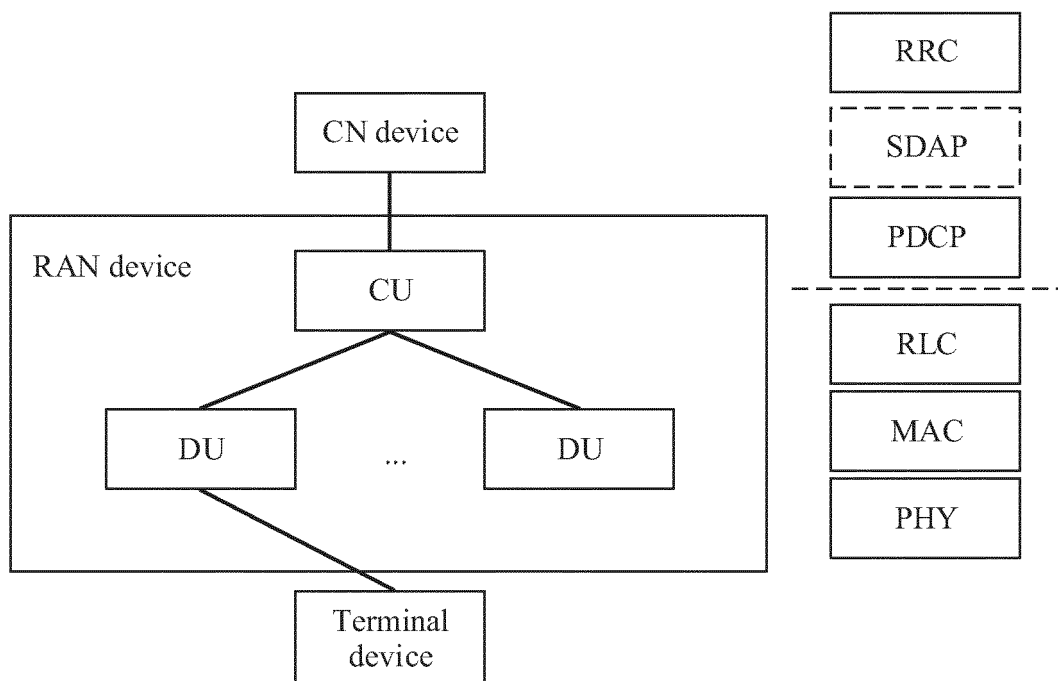 CN device
RAN device
CU
DU
...
DU
Terminal
device
RRC
SDAP
PDCP
RLC
MAC
PHY